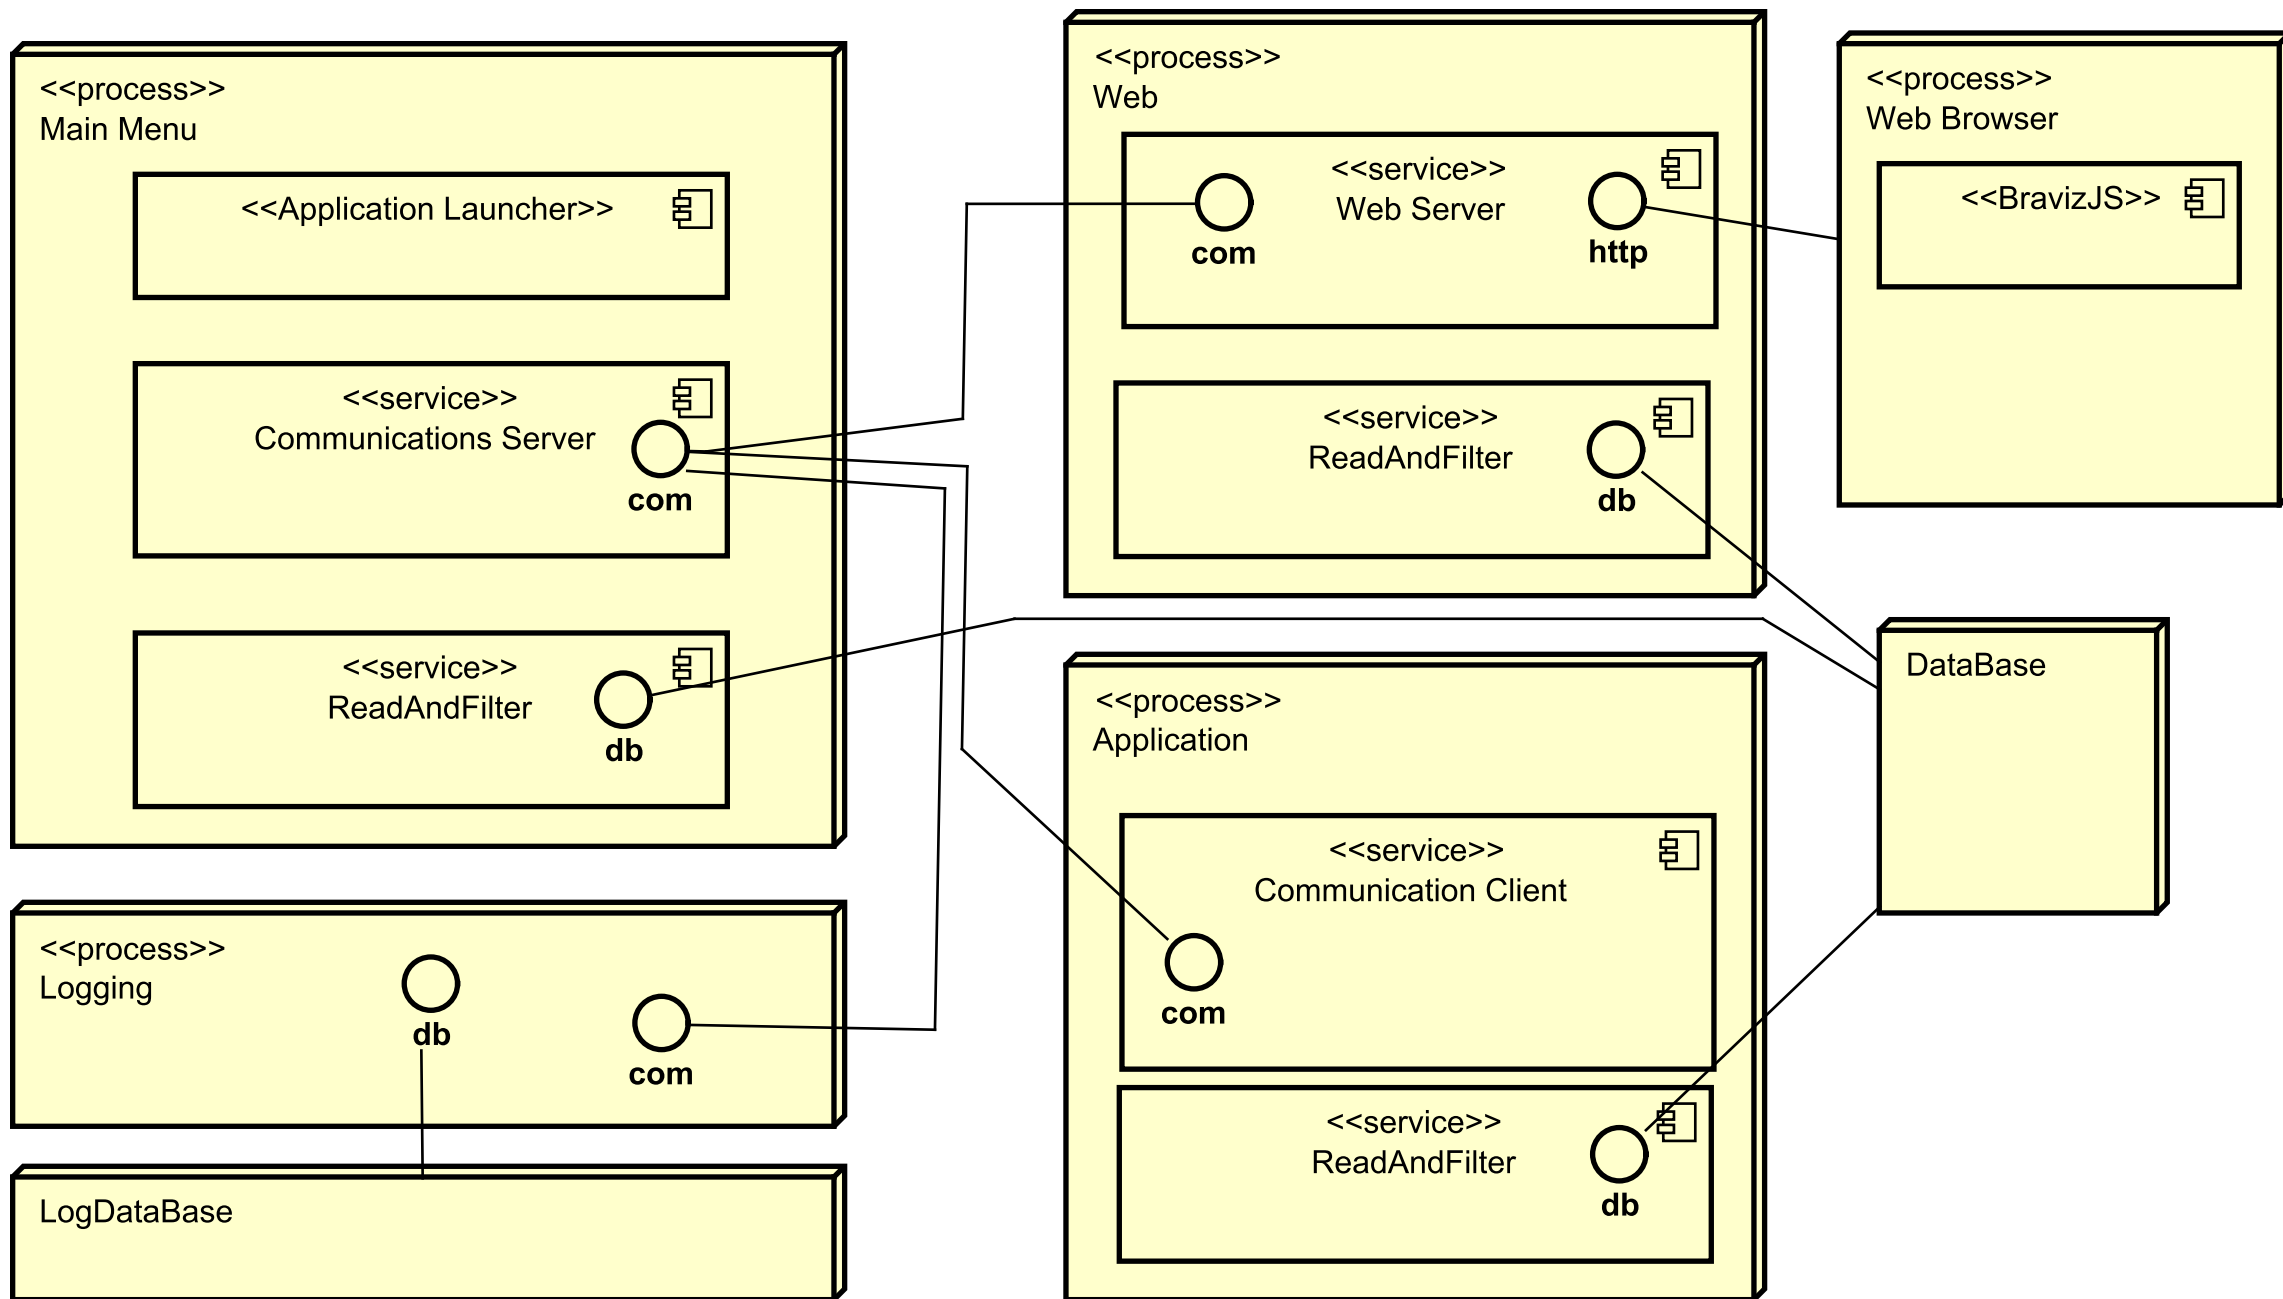 <<process>>
Main Menu
<<Application Launcher>>
<<service>>
Communications Server
com
<<service>>
ReadAndFilter
db
<<process>>
Logging
db
com
LogDataBase
<<process>>
Web
<<service>>
Web Server
com
http
<<service>>
ReadAndFilter
db
<<process>>
Application
<<service>>
Communication Client
com
<<service>>
ReadAndFilter
db
<<process>>
Web Browser
<<BravizJS>>
DataBase